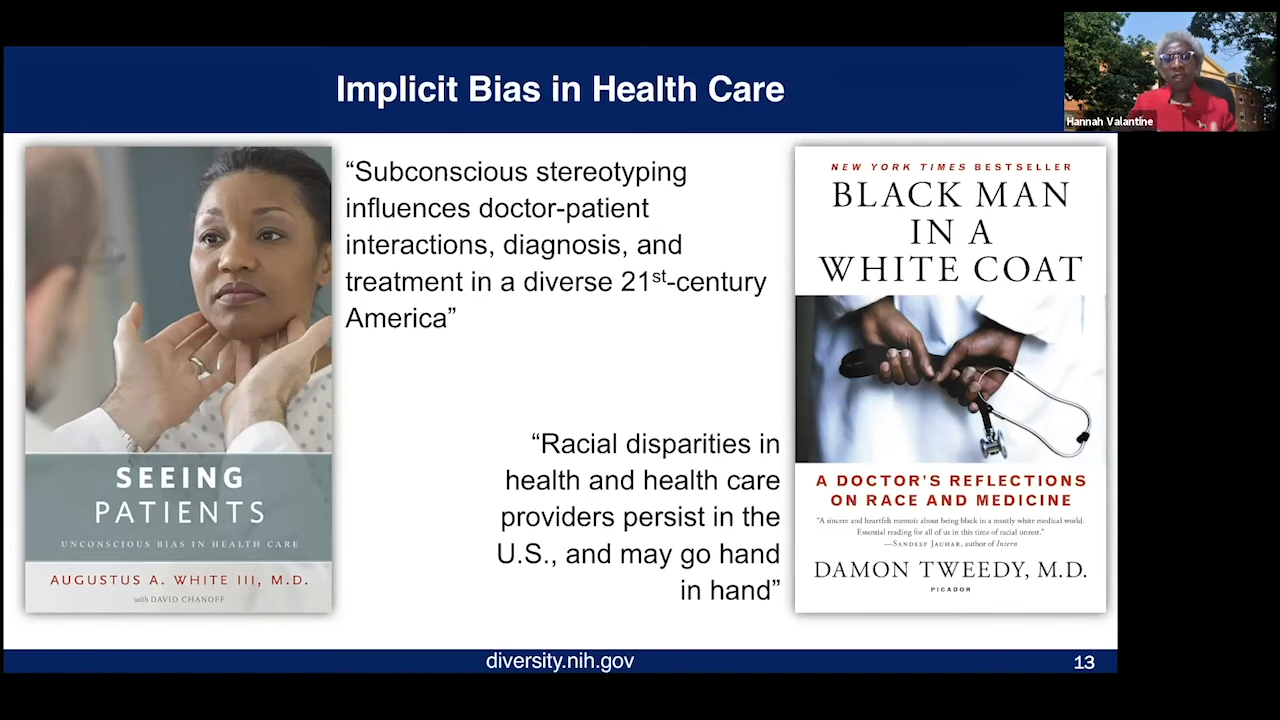 Implicit Bias in Health Care
Hannah Valantine
“Subconscious stereotyping
influences doctor-patient
interactions, diagnosis, and
treatment in a diverse 21st-century
America”
“Racial disparities in
health and health care
providers persist in the
U.S., and may go hand
in hand”
SEEING
PATIENTS
UNCONSCIOUS BIAS IN HEALTH CARE
AUGUSTUS A. WHITE III, M.D.
with DAVID CHANOFF
NEW YORK TIMES BESTSELLER
BLACK MAN
IN A
WHITE COAT
A DOCTOR'S REFLECTIONS
ON RACE AND MEDICINE
“A sincere and heartfelt memoir about being black in a mostly white medical world.
Essential reading for all of us in this time of racial unrest.”
—SANDEEP JAUHAR, author of Intern
DAMON TWEEDY, M.D.
PICADOR
diversity.nih.gov
13